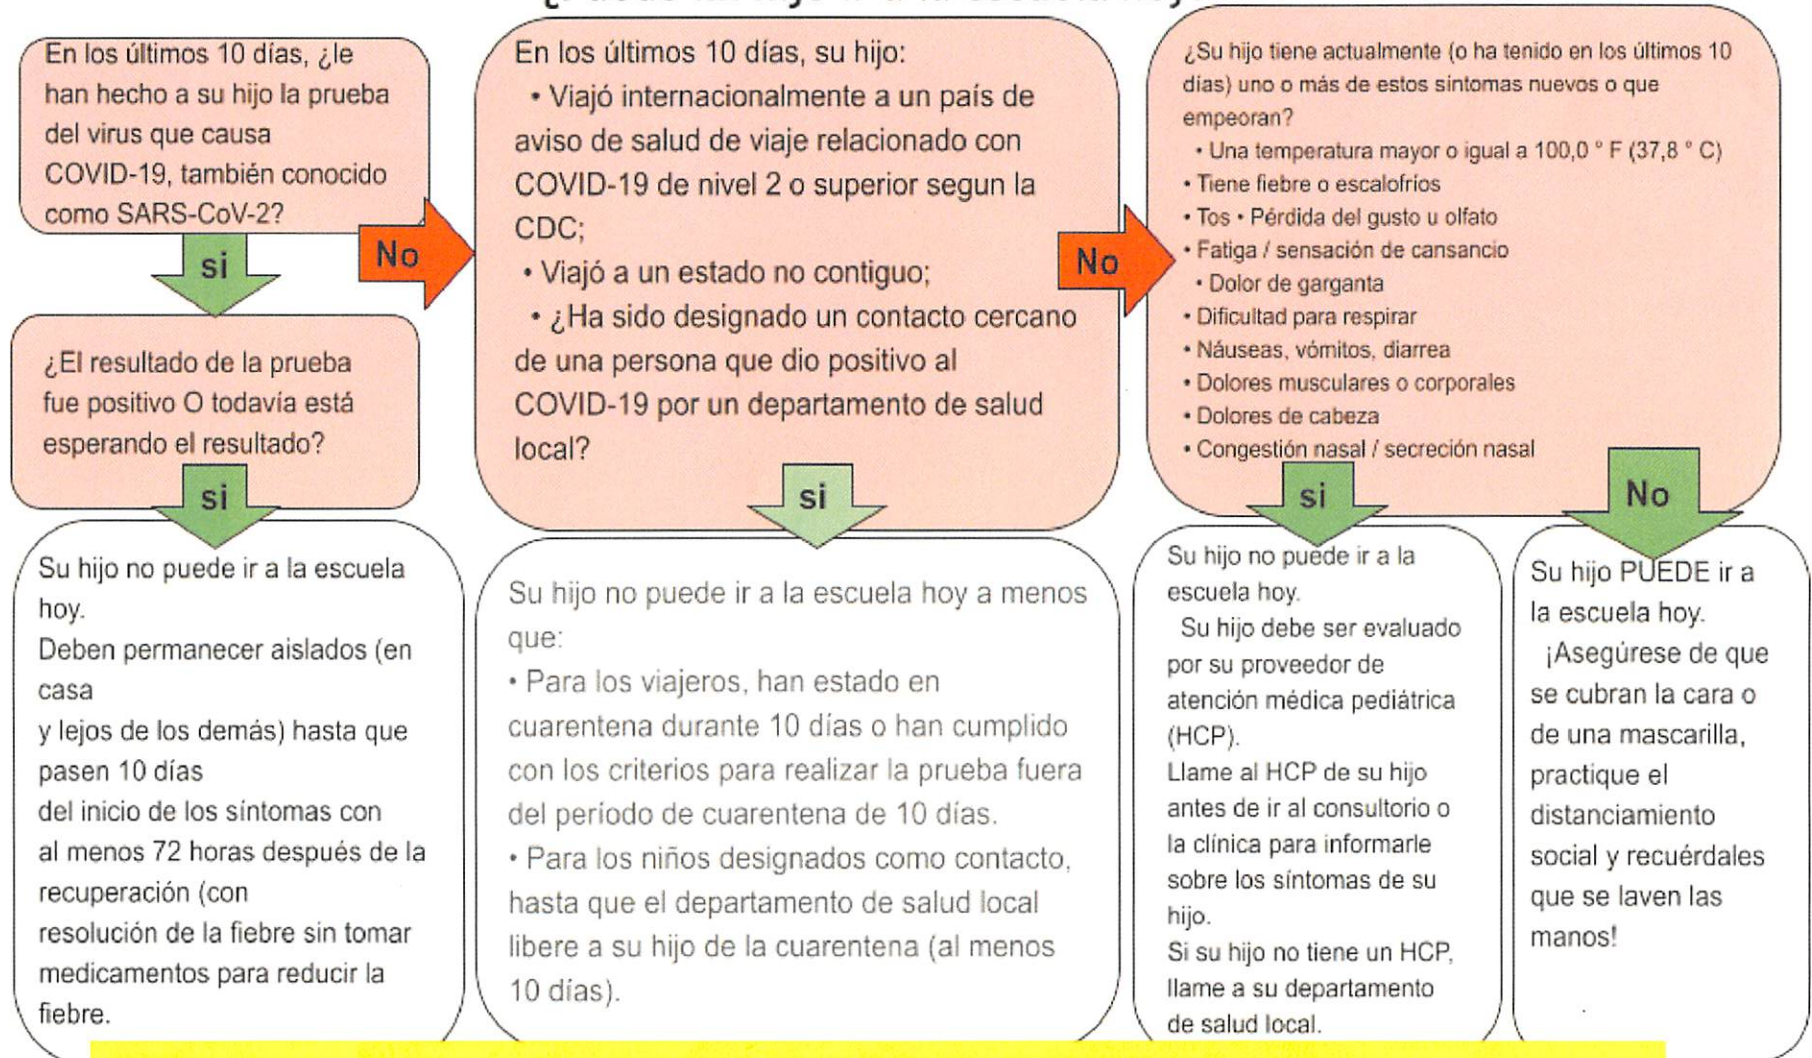 En los últimos 10 días, ¿le
han hecho a su hijo la prueba
del virus que causa
COVID-19, también conocido
como SARS-CoV-2?
si
No
¿El resultado de la prueba
fue positivo O todavía está
esperando el resultado?
si
Su hijo no puede ir a la escuela
hoy.
Deben permanecer aislados (en
casa
y lejos de los demás) hasta que
pasen 10 días
del inicio de los síntomas con
al menos 72 horas después de la
recuperación (con
resolución de la fiebre sin tomar
medicamentos para reducir la
fiebre.
En los últimos 10 días, su hijo:
• Viajó internacionalmente a un país de
aviso de salud de viaje relacionado con
COVID-19 de nivel 2 o superior segun la
CDC;
• Viajó a un estado no contiguo;
• ¿Ha sido designado un contacto cercano
de una persona que dio positivo al
COVID-19 por un departamento de salud
local?
No
si
Su hijo no puede ir a la escuela hoy a menos
que:
• Para los viajeros, han estado en
cuarentena durante 10 días o han cumplido
con los criterios para realizar la prueba fuera
del período de cuarentena de 10 días.
• Para los niños designados como contacto,
hasta que el departamento de salud local
libere a su hijo de la cuarentena (al menos
10 días).
¿Su hijo tiene actualmente (o ha tenido en los últimos 10
días) uno o más de estos síntomas nuevos o que
empeoran?
• Una temperatura mayor o igual a 100,0 ° F (37,8 ° C)
• Tiene fiebre o escalofríos
• Tos • Pérdida del gusto u olfato
• Fatiga / sensación de cansancio
• Dolor de garganta
• Dificultad para respirar
• Náuseas, vómitos, diarrea
• Dolores musculares o corporales
• Dolores de cabeza
• Congestión nasal / secreción nasal
si
No
Su hijo no puede ir a la
escuela hoy.
Su hijo debe ser evaluado
por su proveedor de
atención médica pediátrica
(HCP).
Llame al HCP de su hijo
antes de ir al consultorio o
la clínica para informarle
sobre los síntomas de su
hijo.
Si su hijo no tiene un HCP,
llame a su departamento
de salud local.
Su hijo PUEDE ir a
la escuela hoy.
¡Asegúrese de que
se cubran la cara o
de una mascarilla,
practique el
distanciamiento
social y recuérdales
que se laven las
manos!